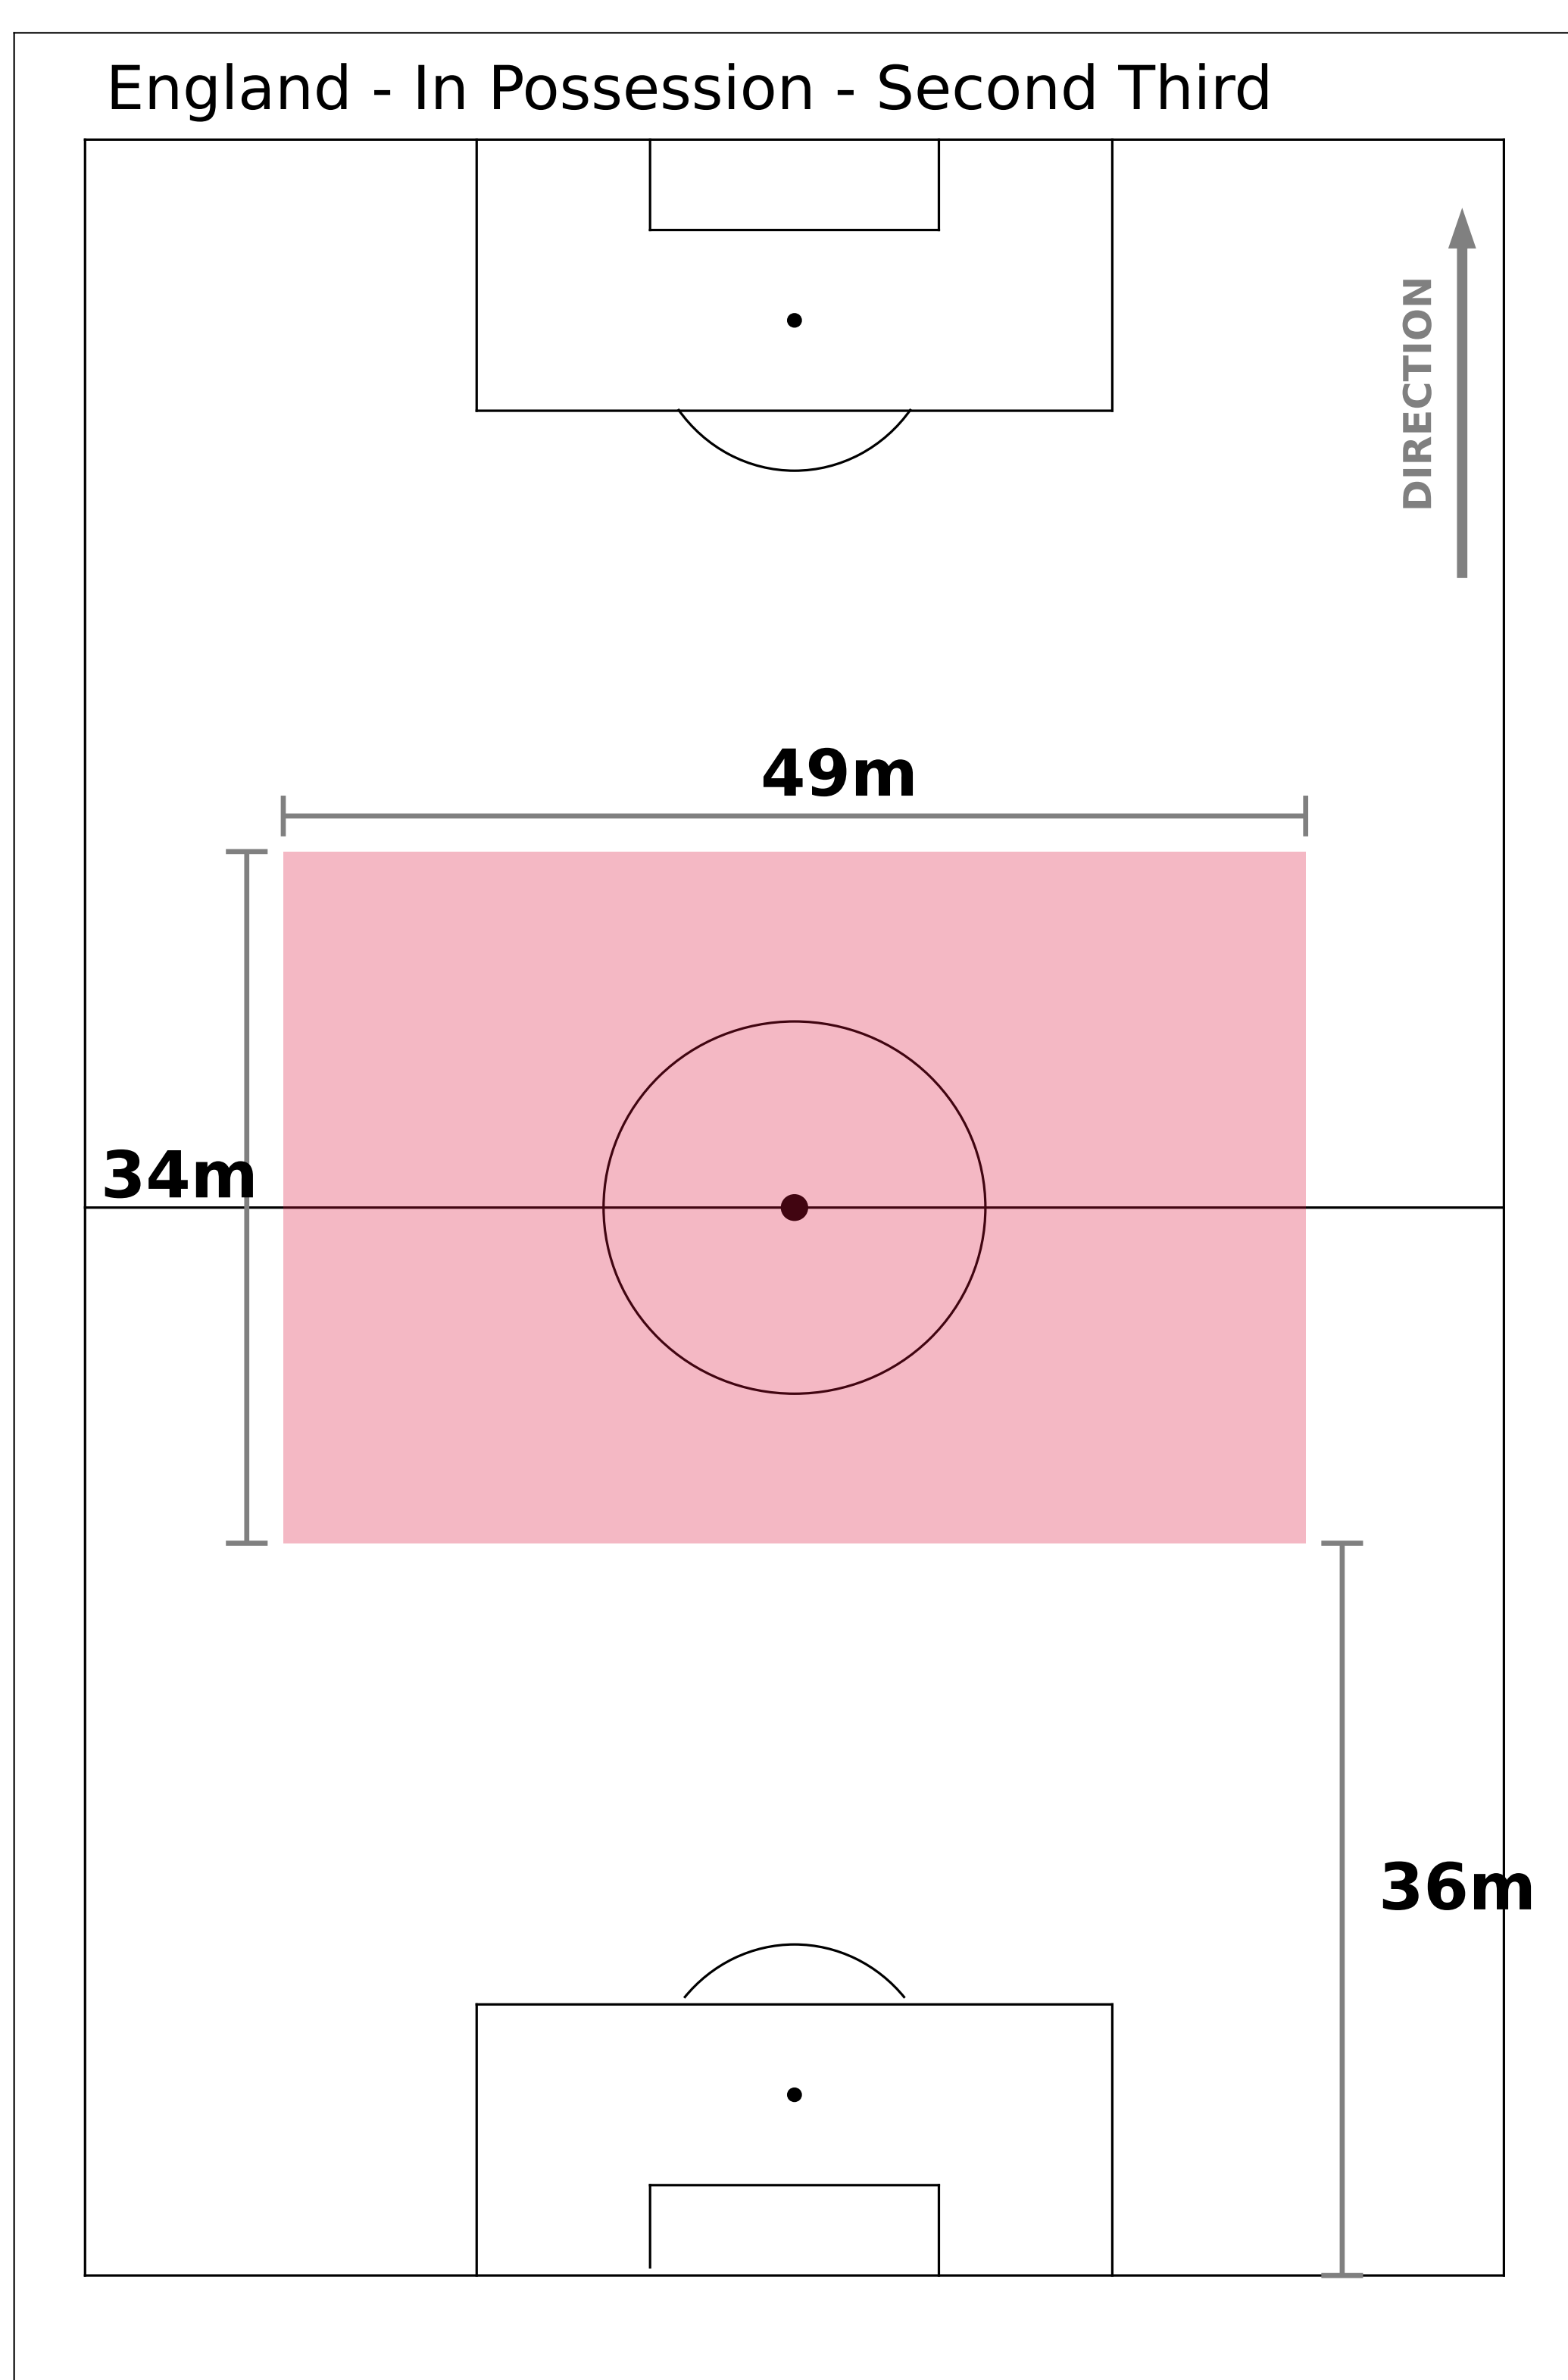 England - In Possession - Second Third
DIRECTION
49m
34m
36m